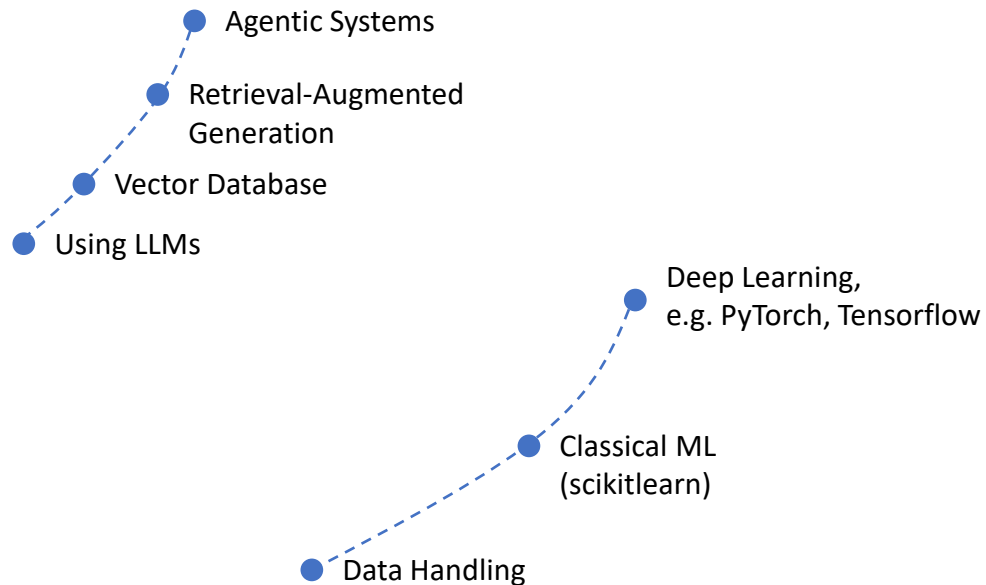 Agentic Systems
Retrieval-Augmented
Generation
Vector Database
Using LLMs
Deep Learning,
e.g. PyTorch, Tensorflow
Classical ML
(scikitlearn)
Data Handling